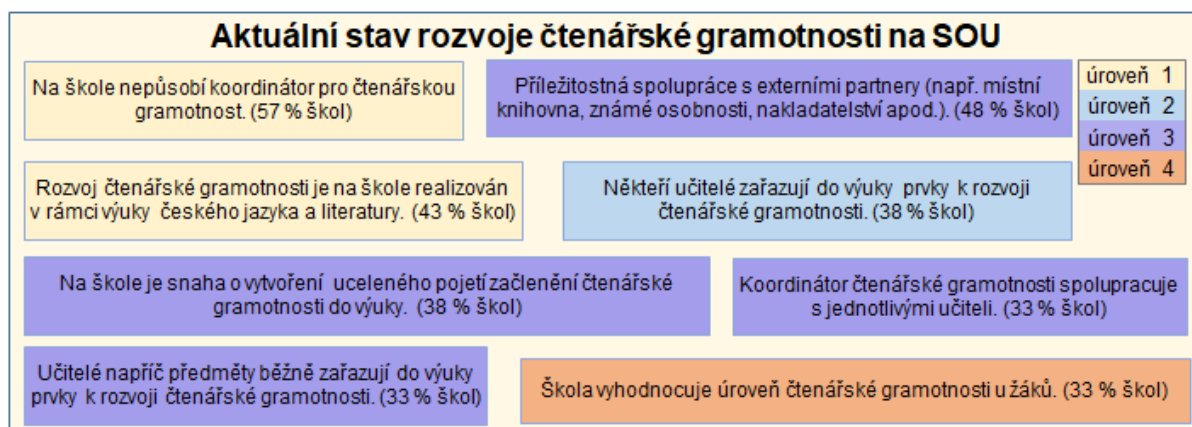 Aktuální stav rozvoje čtenářské gramotnosti na SOU
Na škole nepůsobí koordinátor pro čtenářskou
gramotnost. (57 % škol)
Příležitostná spolupráce s externími partnery (např. místní
knihovna, známé osobnosti, nakladatelství apod.). (48 % škol)
úroveň 1
úroveň 2
úroveň 3
úroveň 4
Rozvoj čtenářské gramotnosti je na škole realizován
v rámci výuky českého jazyka a literatury. (43 % škol)
Někteří učitelé zařazují do výuky prvky k rozvoji
čtenářské gramotnosti. (38 % škol)
Na škole je snaha o vytvoření uceleného pojetí začlenění čtenářské
gramotnosti do výuky. (38 % škol)
Koordinátor čtenářské gramotnosti spolupracuje
s jednotlivými učiteli. (33 % škol)
Učitelé napříč předměty běžně zařazují do výuky
prvky k rozvoji čtenářské gramotnosti. (33 % škol)
Škola vyhodnocuje úroveň čtenářské gramotnosti u žáků. (33 % škol)